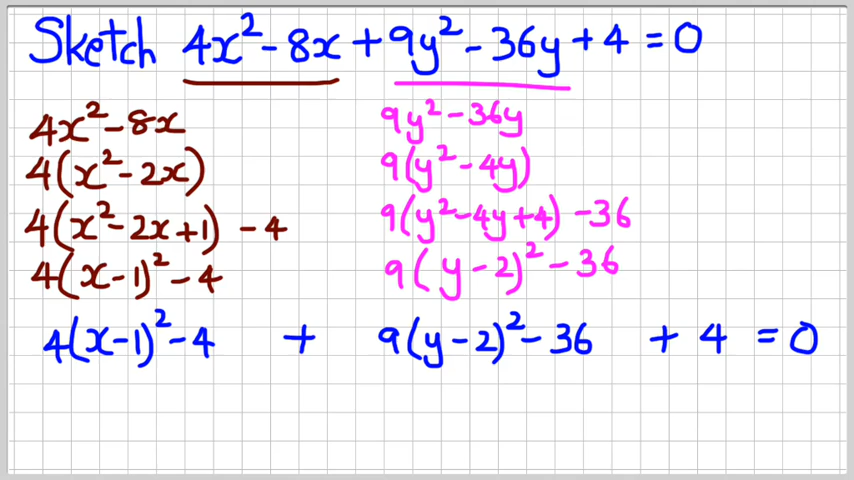 Sketch 4x² - 8x + 9y² - 36y + 4 = 0
4x² - 8x
4(x² - 2x)
4(x² - 2x + 1) - 4
4(x - 1)² - 4
9y² - 36y
9(y² - 4y)
9(y² - 4y + 4) - 36
9(y - 2)² - 36
4(x - 1)² - 4 + 9(y - 2)² - 36 + 4 = 0